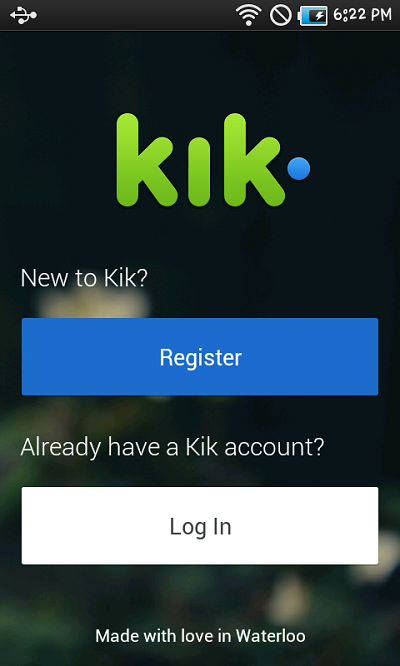 6:22 PM
kik
New to Kik?
Register
Already have a Kik account?
Log In
Made with love in Waterloo